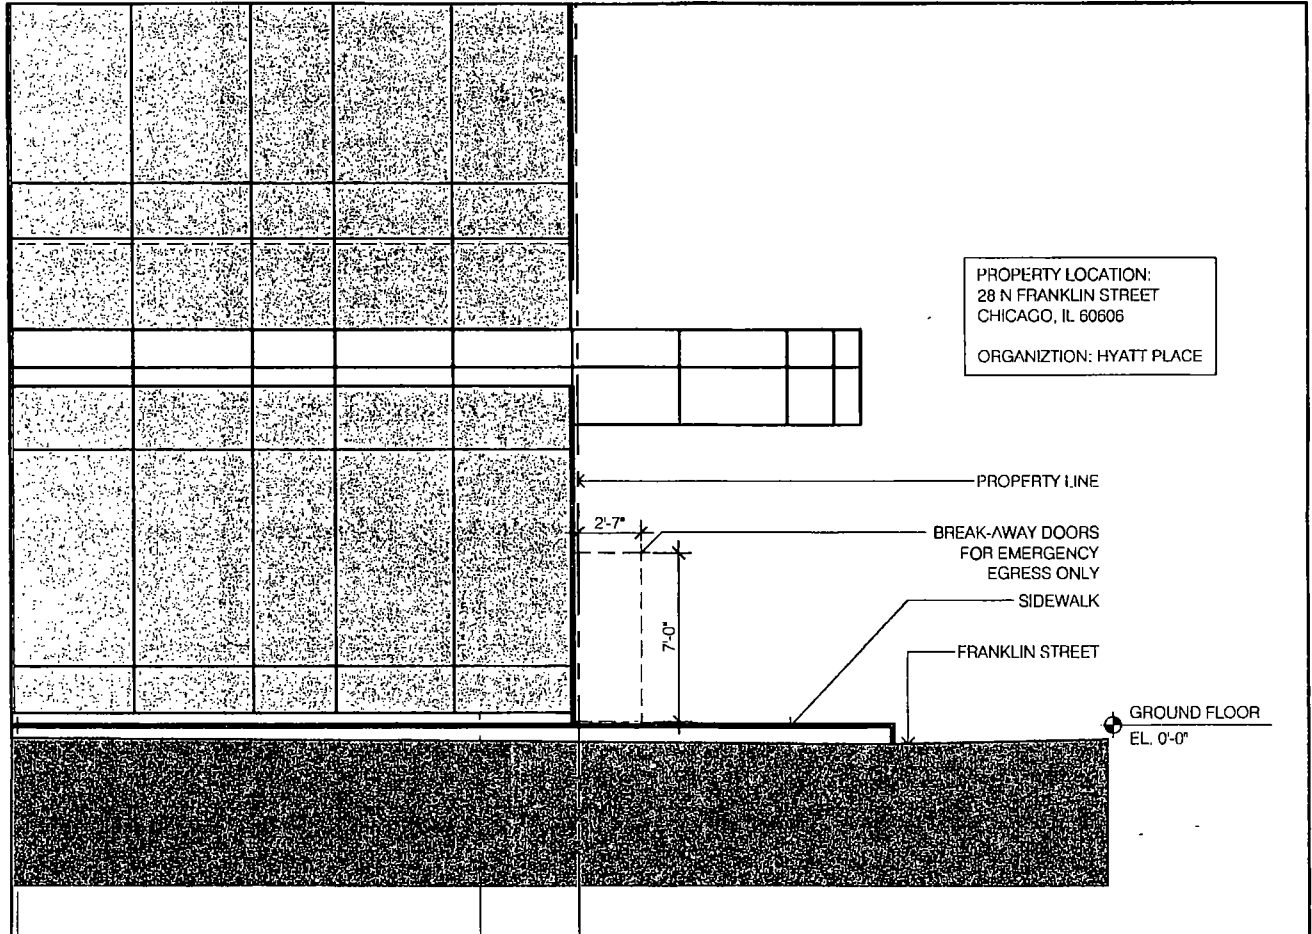 PROPERTY LOCATION:
28 N FRANKLIN STREET
CHICAGO, IL 60606
ORGANIZTION: HYATT PLACE
PROPERTY LINE
2'-7"
BREAK-AWAY DOORS
FOR EMERGENCY
EGRESS ONLY
SIDEWALK
7'-0"
FRANKLIN STREET
GROUND FLOOR
EL. 0'-0"